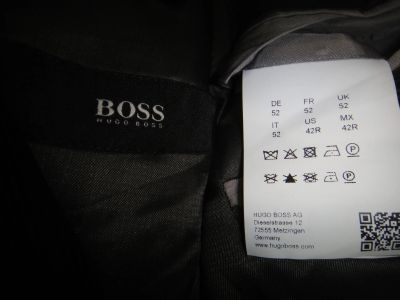 BOSS
HUGO BOSS
DE FR UK
52 52 52
IT US MX
52 42R 42R
HUGO BOSS AG
Dieselstrasse 12
72555 Metzingen
Germany
www.hugoboss.com